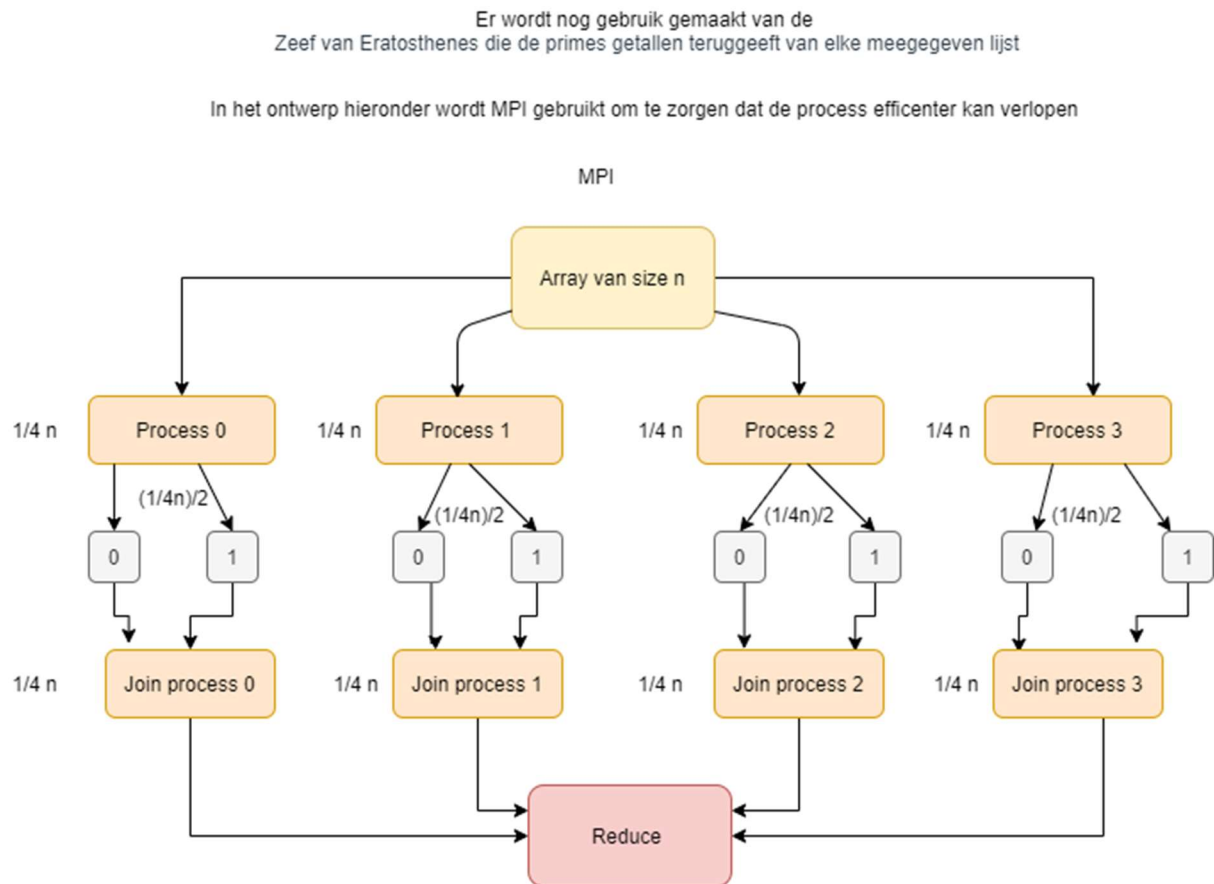 Er wordt nog gebruik gemaakt van de
Zeef van Eratosthenes die de primes getallen teruggeeft van elke meegegeven lijst
In het ontwerp hieronder wordt MPI gebruikt om te zorgen dat de process efficenter kan verlopen
MPI
Array van size n
1/4 n
Process 0
1/4 n
Process 1
1/4 n
Process 2
1/4 n
Process 3
(1/4n)/2
(1/4n)/2
(1/4n)/2
(1/4n)/2
0
1
0
1
0
1
0
1
1/4 n
Join process 0
1/4 n
Join process 1
1/4 n
Join process 2
1/4 n
Join process 3
Reduce